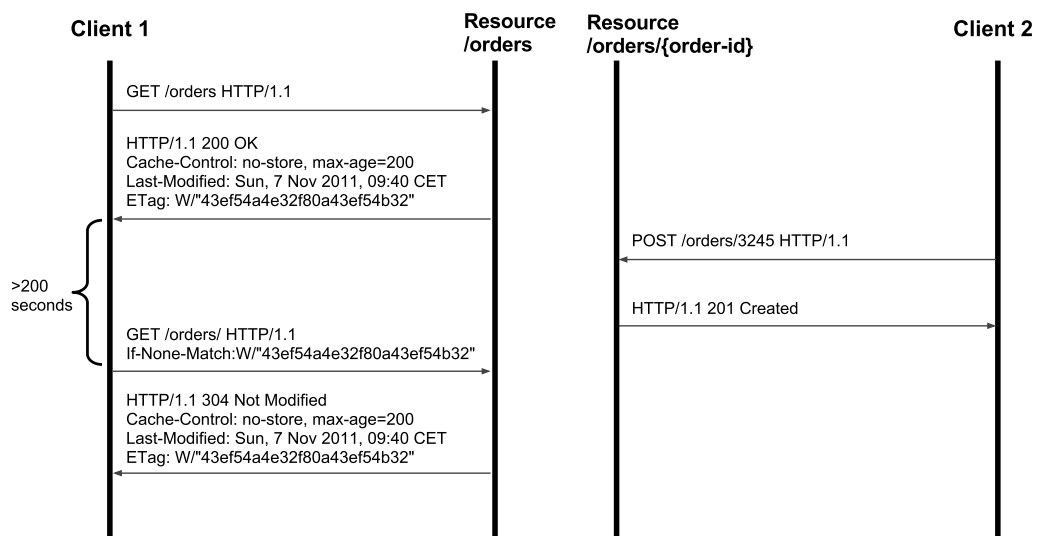 Client 1
Resource
/orders
Resource
/orders/{order-id}
Client 2
GET /orders HTTP/1.1
HTTP/1.1 200 OK
Cache-Control: no-store, max-age=200
Last-Modified: Sun, 7 Nov 2011, 09:40 CET
ETag: W/"43ef54a4e32f80a43ef54b32"
POST /orders/3245 HTTP/1.1
>200
seconds
HTTP/1.1 201 Created
GET /orders/ HTTP/1.1
If-None-Match:W/"43ef54a4e32f80a43ef54b32"
HTTP/1.1 304 Not Modified
Cache-Control: no-store, max-age=200
Last-Modified: Sun, 7 Nov 2011, 09:40 CET
ETag: W/"43ef54a4e32f80a43ef54b32"